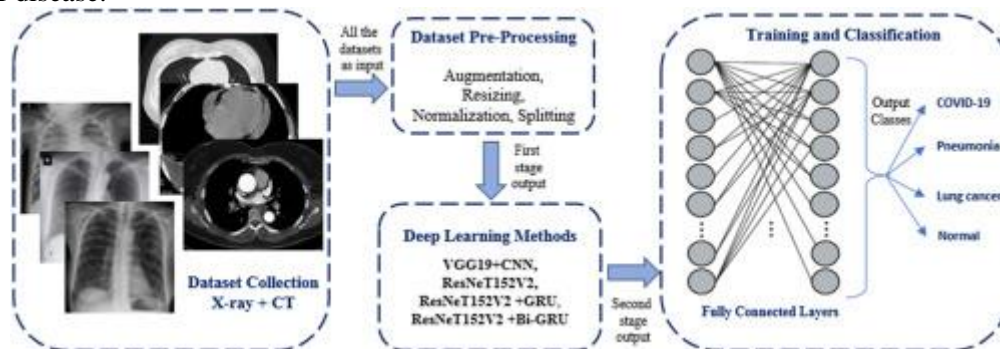 disease.
All the
datasets
as input
Dataset Pre-Processing
Augmentation,
Resizing,
Normalization, Splitting
First
stage
output
Dataset Collection
X-ray + CT
Deep Learning Methods
VGG19+CNN,
ResNeT152V2,
ResNeT152V2 +GRU,
ResNeT152V2 +Bi-GRU
Second
stage
output
Training and Classification
Output
Classes
COVID-19
Pneumonia
Lung cancer
Normal
Fully Connected Layers